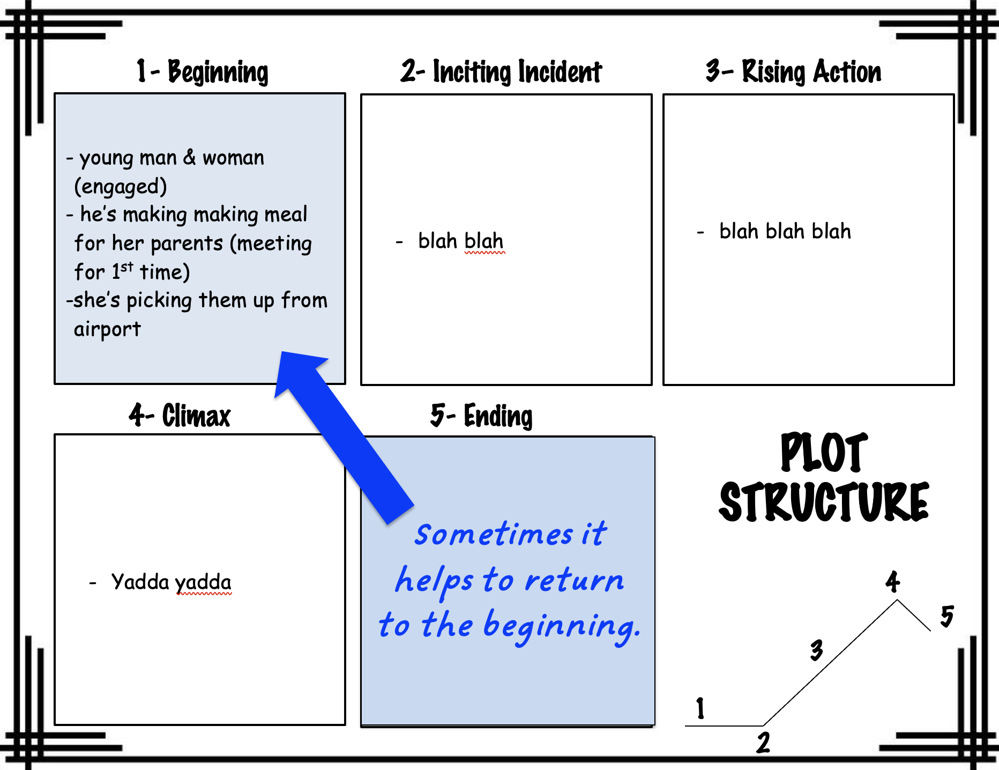 1- Beginning
2- Inciting Incident
3- Rising Action
- young man & woman
(engaged)
- he's making making meal
for her parents (meeting
for 1st time)
-she's picking them up from
airport
- blah blah
- blah blah blah
4- Climax
5- Ending
- Yadda yadda
Sometimes it
helps to return
to the beginning.
PLOT
STRUCTURE
4
5
3
1
2